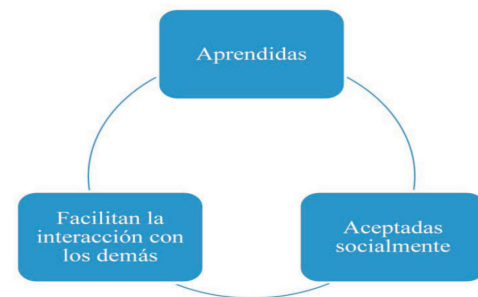 Aprendidas
Facilitan la
interacción con
los demás
Aceptadas
socialmente